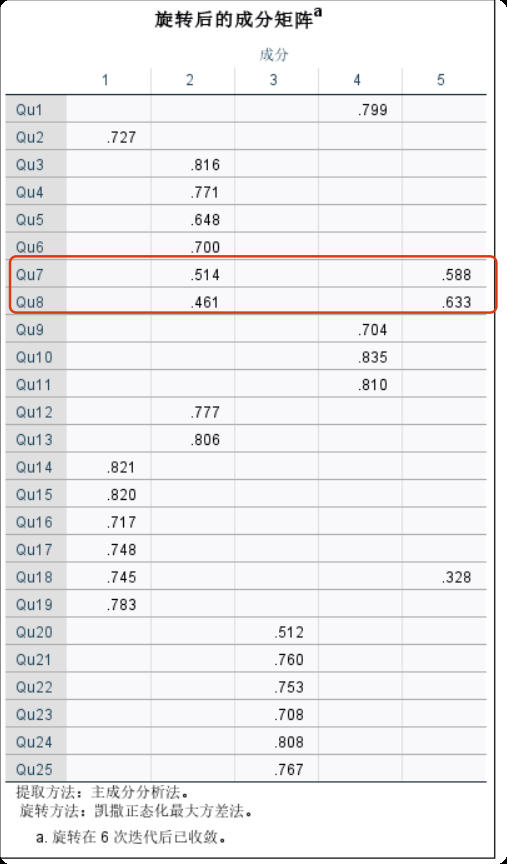 旋转后的成分矩阵a
成分
1 2 3 4 5
Qu1 .799
Qu2 .727
Qu3 .816
Qu4 .771
Qu5 .648
Qu6 .700
Qu7 .514 .588
Qu8 .461 .633
Qu9 .704
Qu10 .835
Qu11 .810
Qu12 .777
Qu13 .806
Qu14 .821
Qu15 .820
Qu16 .717
Qu17 .748
Qu18 .745 .328
Qu19 .783
Qu20 .512
Qu21 .760
Qu22 .753
Qu23 .708
Qu24 .808
Qu25 .767
提取方法：主成分分析法。
旋转方法：凯撒正态化最大方差法。
a. 旋转在 6 次迭代后已收敛。